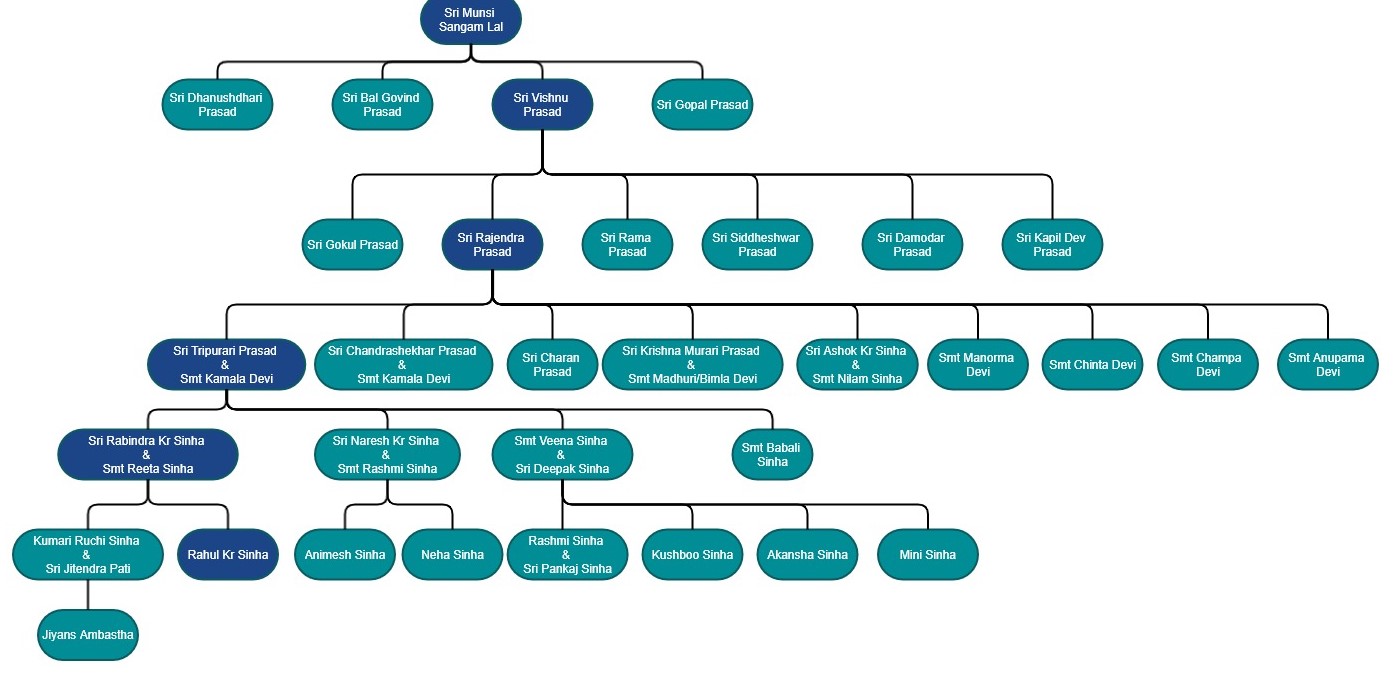 Sri Munsi
Sangam Lal
Sri Dhanushdhari
Prasad
Sri Bal Govind
Prasad
Sri Vishnu
Prasad
Sri Gopal Prasad
Sri Gokul Prasad
Sri Rajendra
Prasad
Sri Rama
Prasad
Sri Siddheshwar
Prasad
Sri Damodar
Prasad
Sri Kapil Dev
Prasad
Sri Tripurari Prasad
&
Smt Kamala Devi
Sri Chandrashekhar Prasad
&
Smt Kamala Devi
Sri Charan
Prasad
Sri Krishna Murari Prasad
&
Smt Madhuri/Bimla Devi
Sri Ashok Kr Sinha
&
Smt Nilam Sinha
Smt Manorma
Devi
Smt Chinta Devi
Smt Champa
Devi
Smt Anupama
Devi
Sri Rabindra Kr Sinha
&
Smt Reeta Sinha
Sri Naresh Kr Sinha
&
Smt Rashmi Sinha
Smt Veena Sinha
&
Sri Deepak Sinha
Smt Babali
Sinha
Kumari Ruchi Sinha
&
Sri Jitendra Pati
Rahul Kr Sinha
Animesh Sinha
Neha Sinha
Rashmi Sinha
&
Sri Pankaj Sinha
Kushboo Sinha
Akansha Sinha
Mini Sinha
Jiyans Ambastha